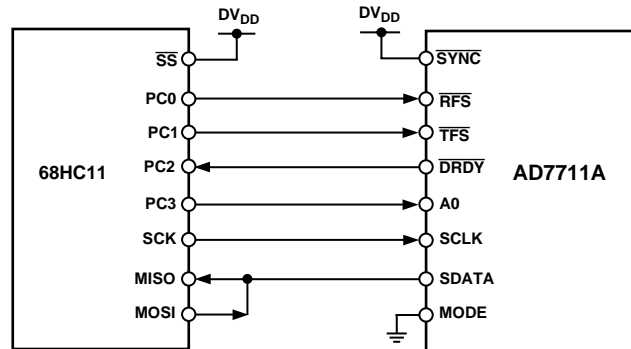 DVDD DVDD
SS SYNC
PC0 RFS
PC1 TFS
68HC11 PC2 DRDY AD7711A
PC3 A0
SCK SCLK
MISO SDATA
MOSI MODE